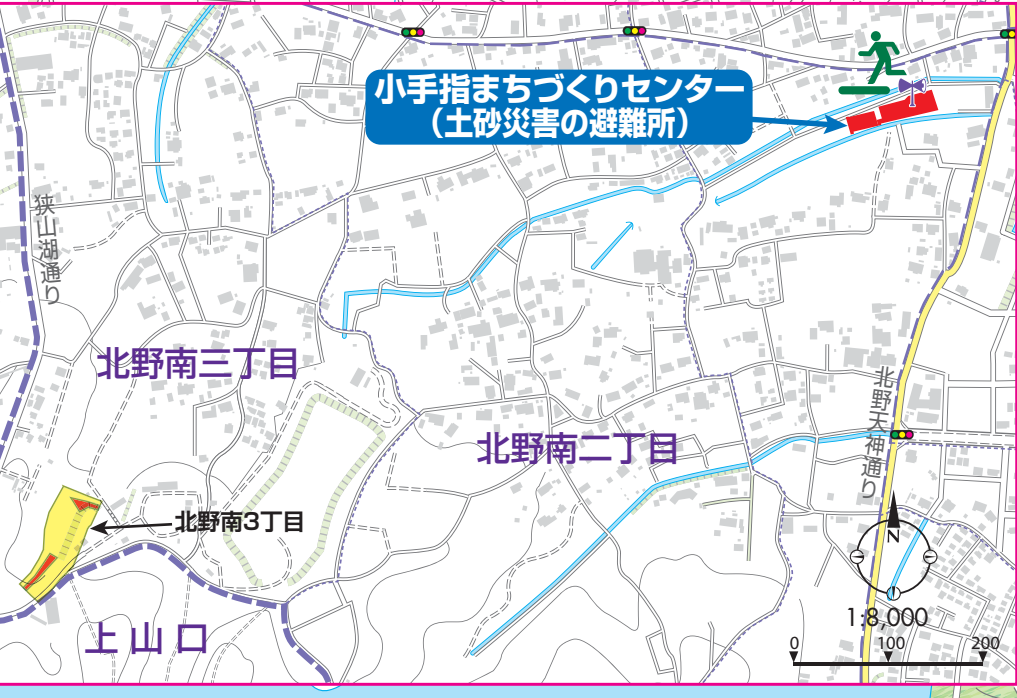 小手指まちづくりセンター
（土砂災害の避難所）
狭山湖通り
北野南三丁目
北野天神通り
北野南二丁目
北野南3丁目
上山口
N
1:8,000
0 100 200